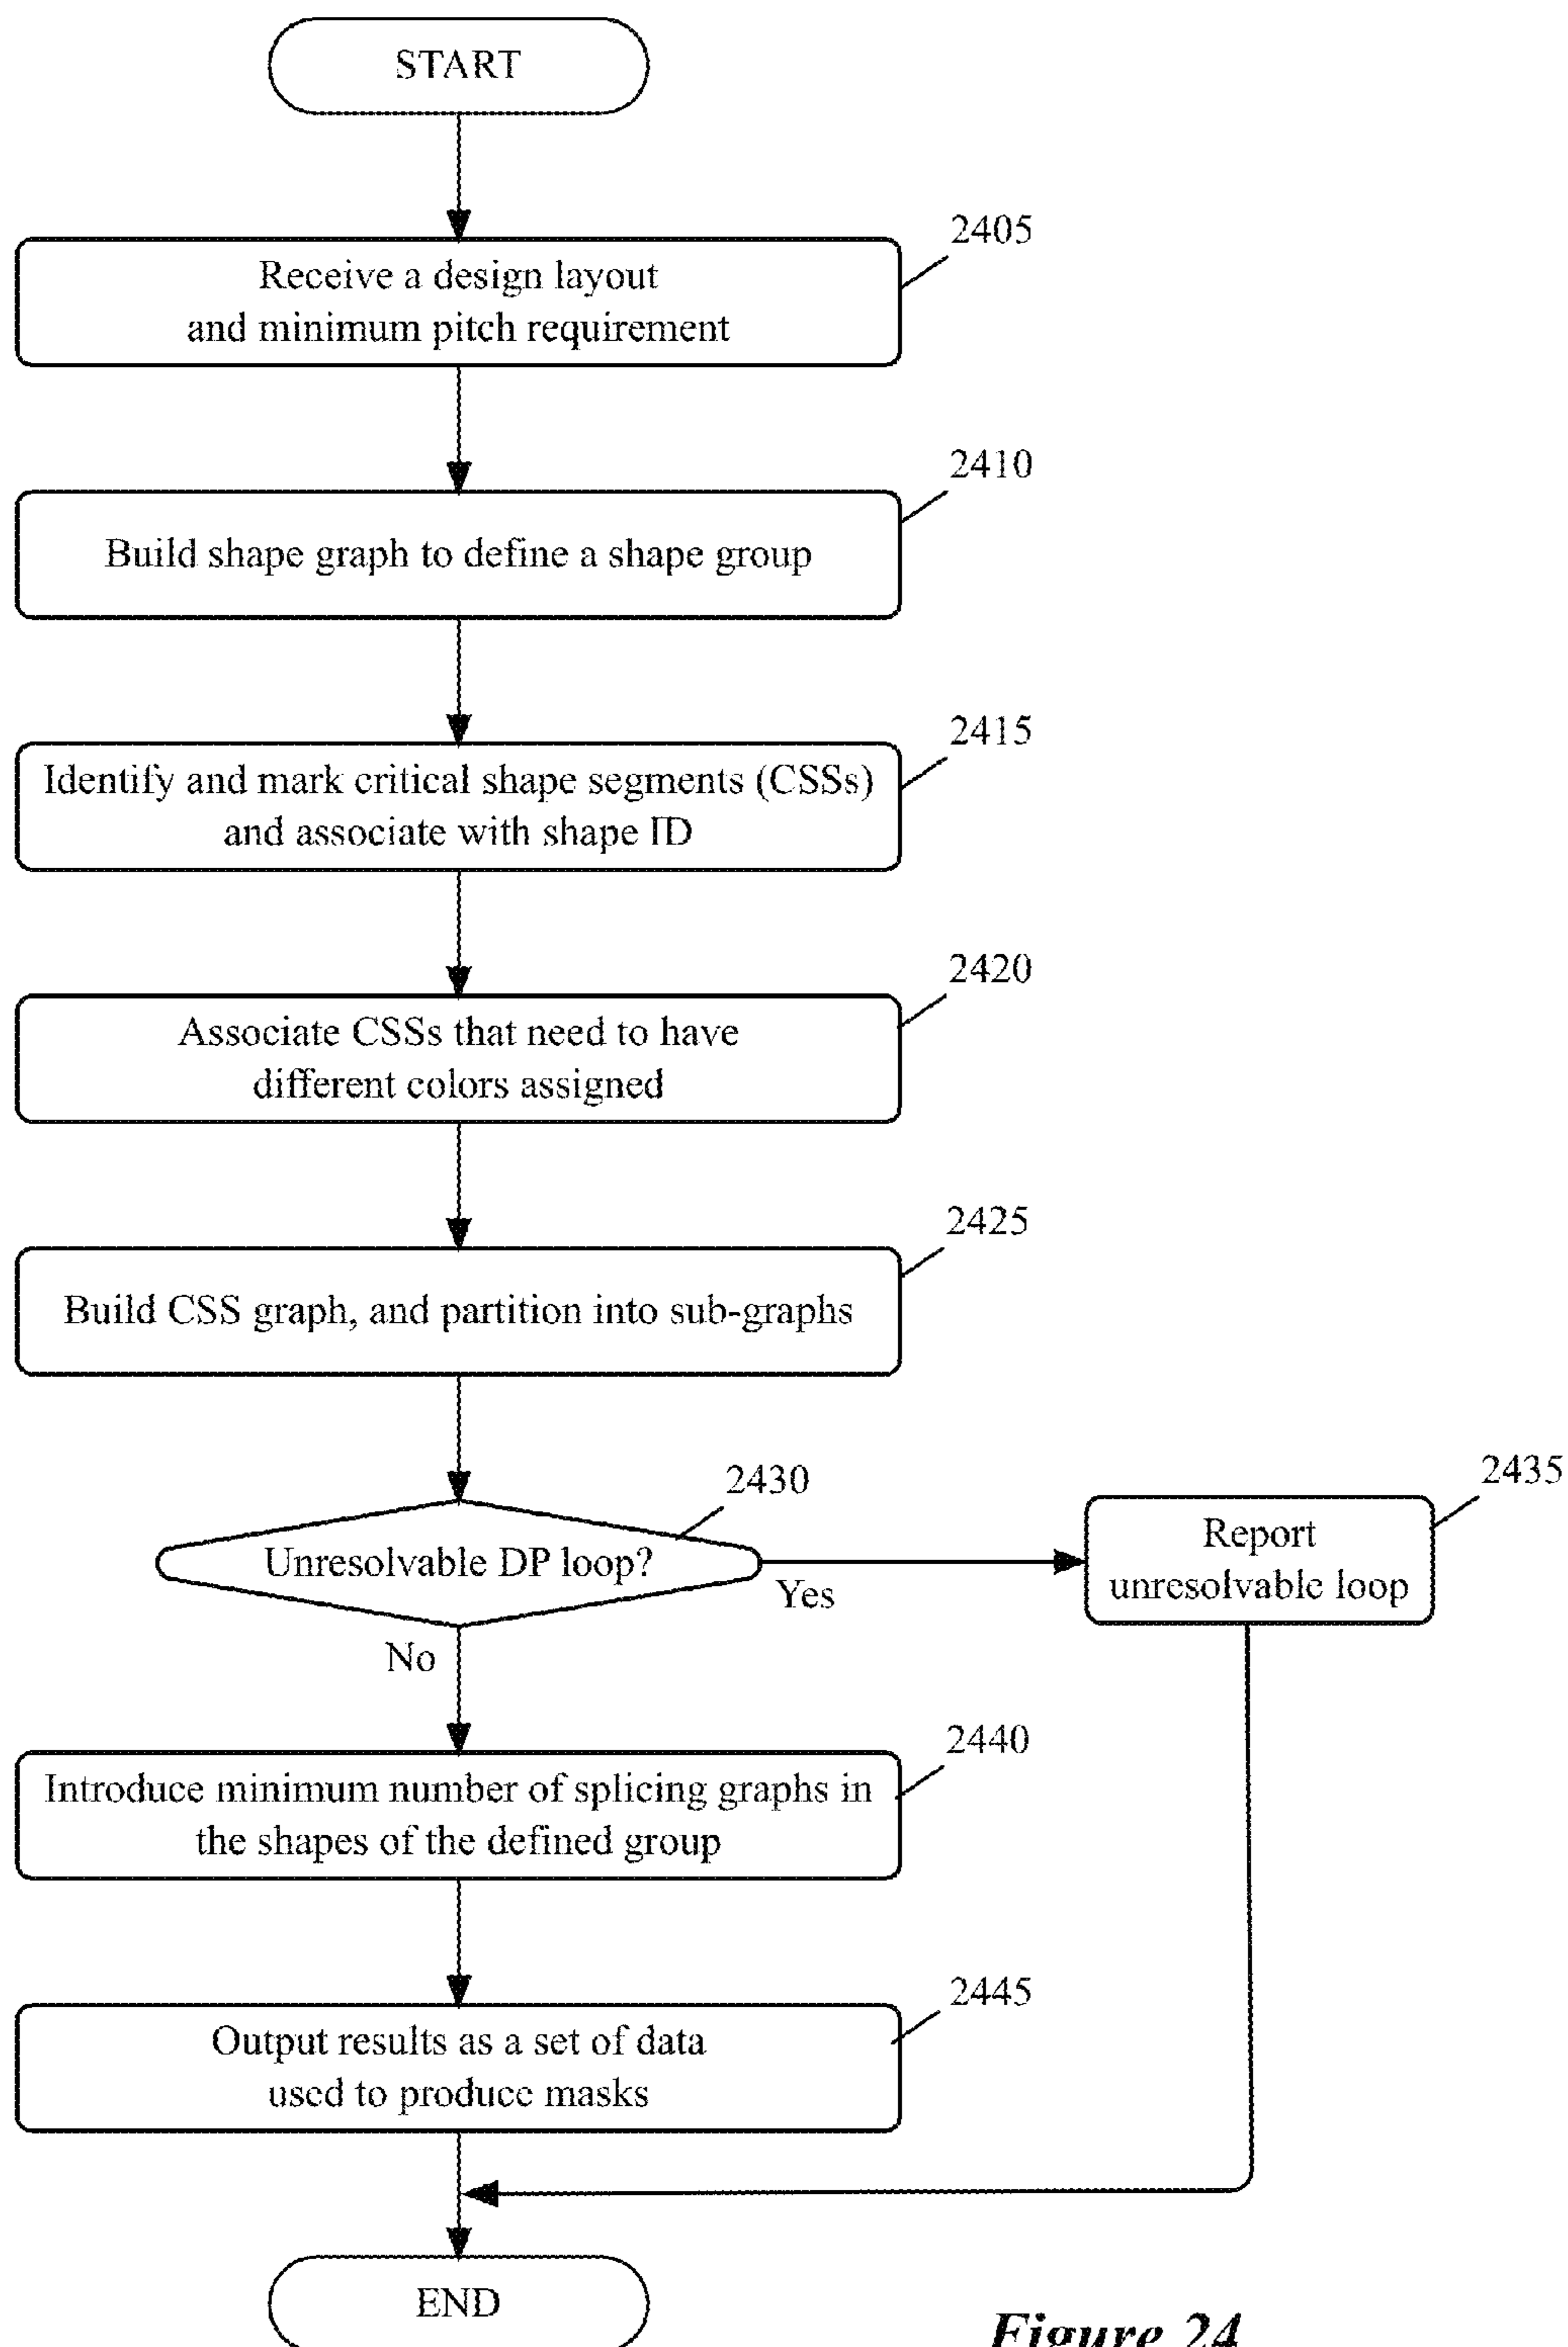 START
2405
Receive a design layout
and minimum pitch requirement
2410
Build shape graph to define a shape group
2415
Identify and mark critical shape segments (CSSs)
and associate with shape ID
2420
Associate CSSs that need to have
different colors assigned
2425
Build CSS graph, and partition into sub-graphs
2430
Unresolvable DP loop?
Yes
2435
Report
unresolvable loop
No
2440
Introduce minimum number of splicing graphs in
the shapes of the defined group
2445
Output results as a set of data
used to produce masks
END
Figure 24